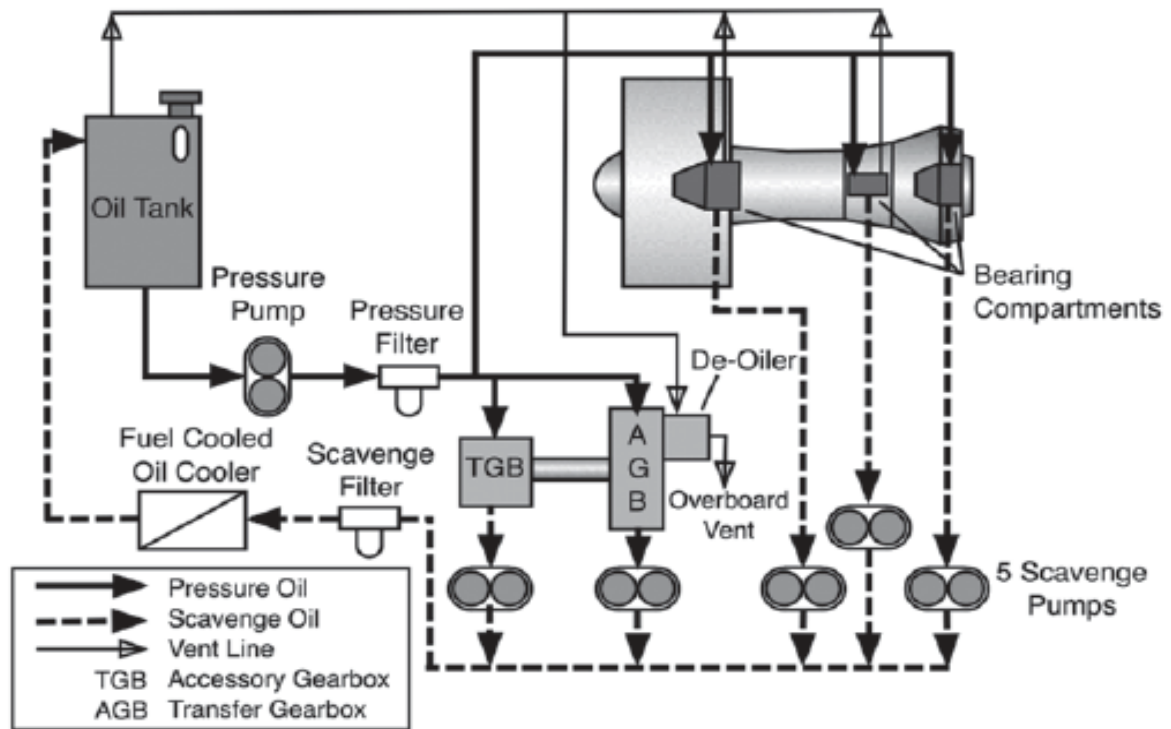 Oil Tank
Pressure
Pump
Pressure
Filter
Bearing
Compartments
De-Oiler
Fuel Cooled
Oil Cooler
Scavenge
Filter
TGB
A
G
B
Overboard
Vent
5 Scavenge
Pumps
Pressure Oil
Scavenge Oil
Vent Line
TGB Accessory Gearbox
AGB Transfer Gearbox